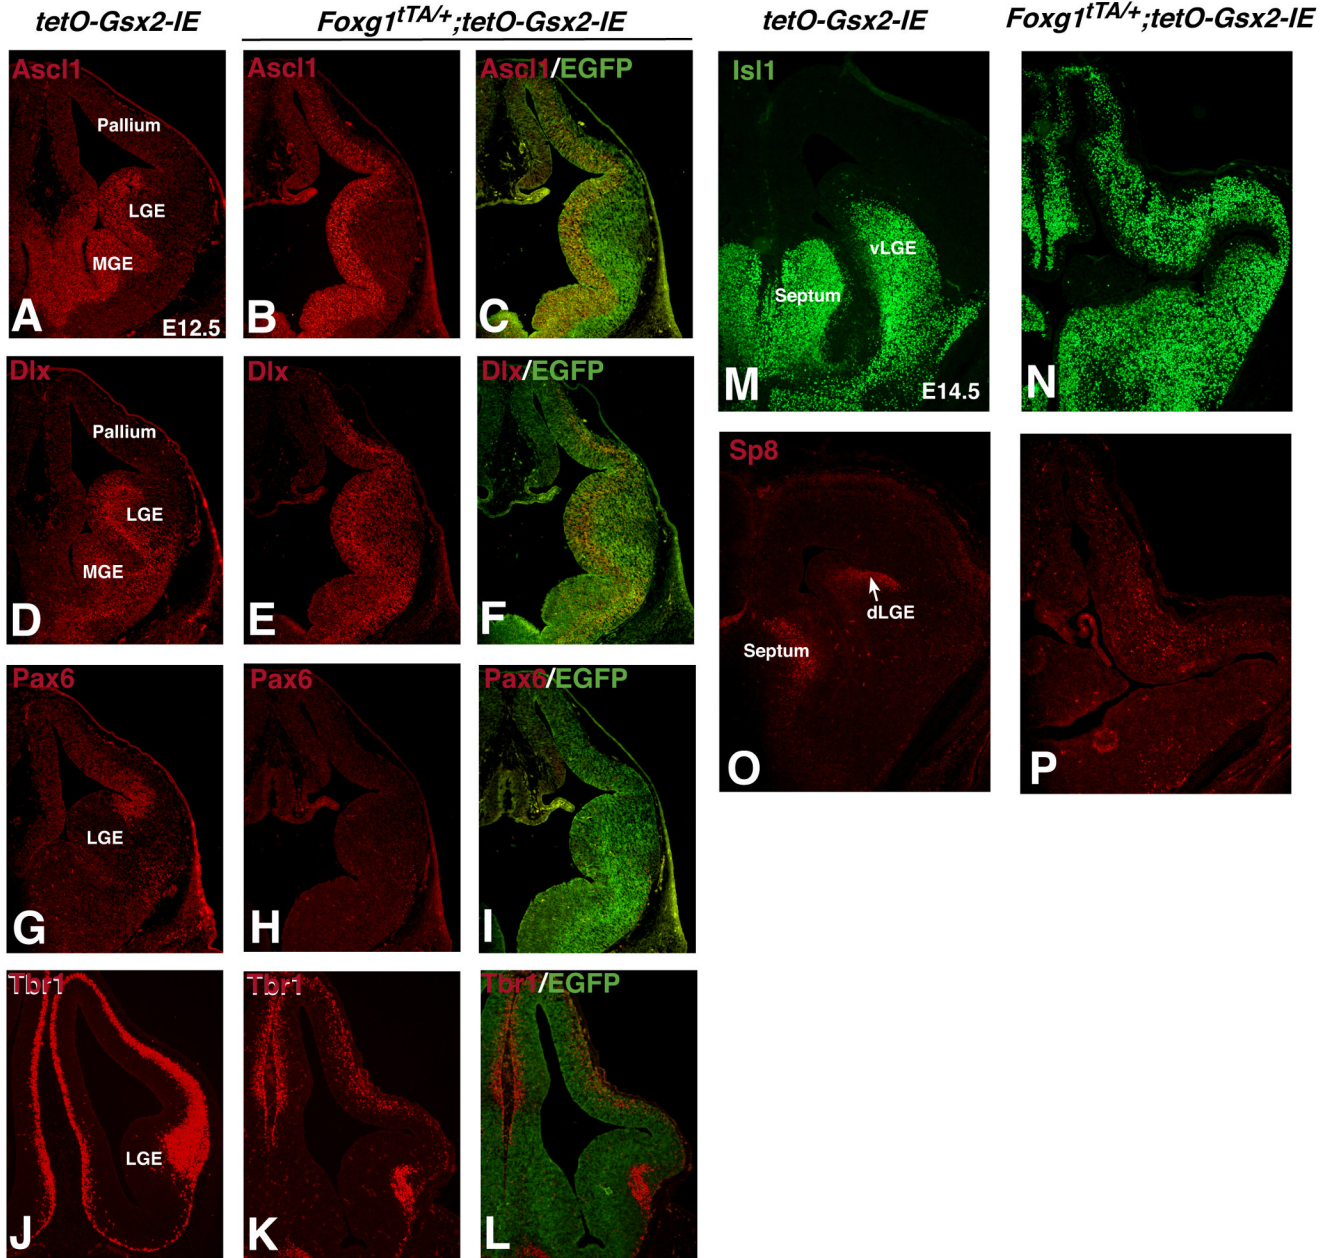 tetO-Gsx2-IE
Foxg1tTA/+;tetO-Gsx2-IE
tetO-Gsx2-IE
Foxg1tTA/+;tetO-Gsx2-IE
Ascl1
Pallium
LGE
MGE
A
E12.5
Ascl1
B
Ascl1/EGFP
C
Isl1
vLGE
Septum
M
E14.5
N
Dlx
Pallium
LGE
MGE
D
Dlx
E
Dlx/EGFP
F
Sp8
dLGE
Septum
O
P
Pax6
LGE
G
Pax6
H
Pax6/EGFP
I
Tbr1
LGE
J
Tbr1
K
Tbr1/EGFP
L